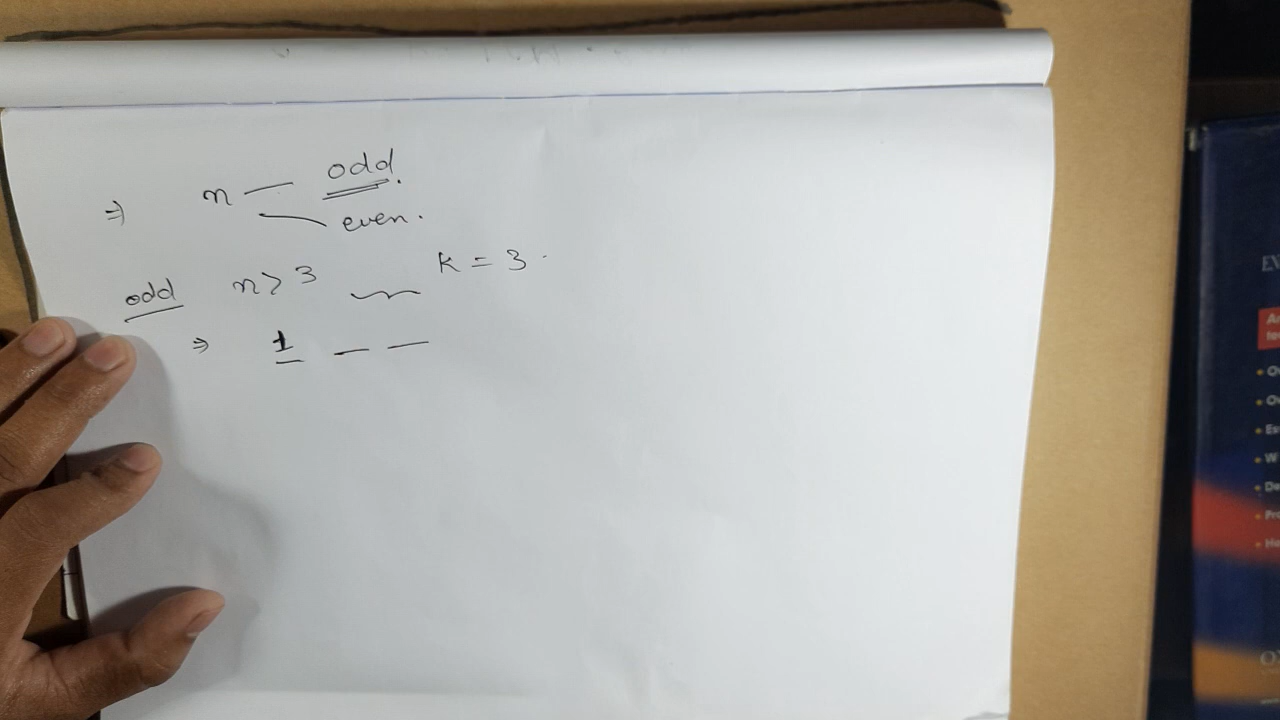 ⇒ n — odd.
even.
odd n > 3 k = 3.
⇒ 1 _ _